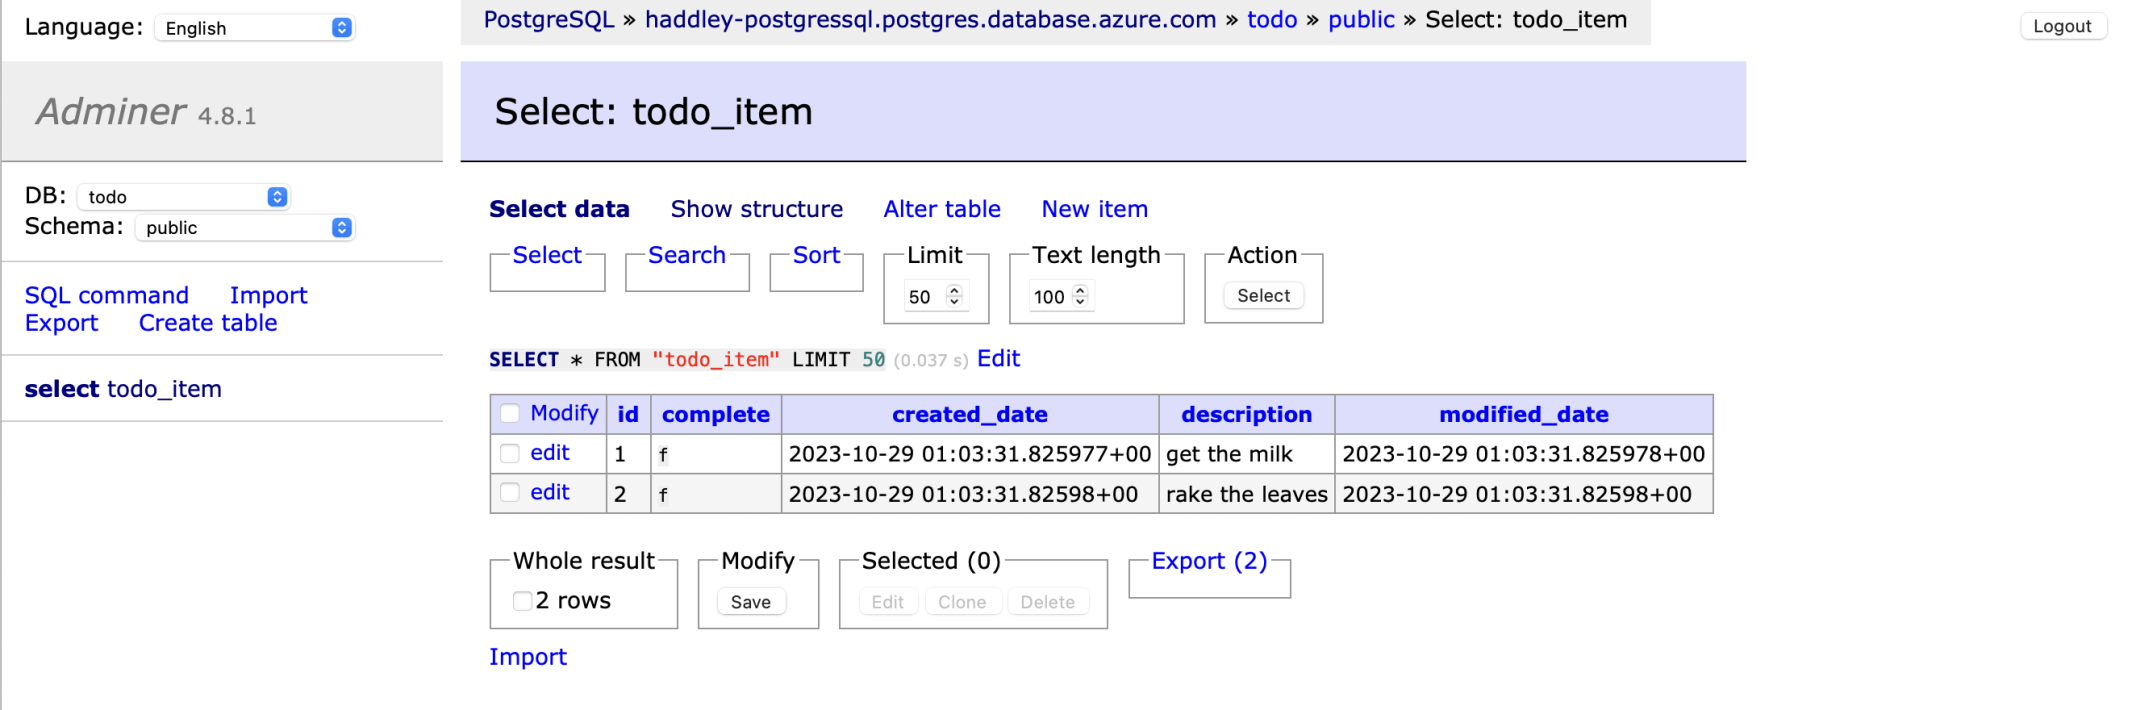 Language: English
PostgreSQL » haddley-postgressql.postgres.database.azure.com » todo » public » Select: todo_item
Logout
Adminer 4.8.1
Select: todo_item
DB: todo
Schema: public
SQL command Import
Export Create table
select todo_item
Select data Show structure Alter table New item
Select Search Sort Limit Text length Action
50 100 Select
SELECT * FROM "todo_item" LIMIT 50 (0.037 s) Edit
Modify id complete created_date description modified_date
edit 1 f 2023-10-29 01:03:31.825977+00 get the milk 2023-10-29 01:03:31.825978+00
edit 2 f 2023-10-29 01:03:31.82598+00 rake the leaves 2023-10-29 01:03:31.82598+00
Whole result Modify Selected (0) Export (2)
2 rows Save Edit Clone Delete
Import